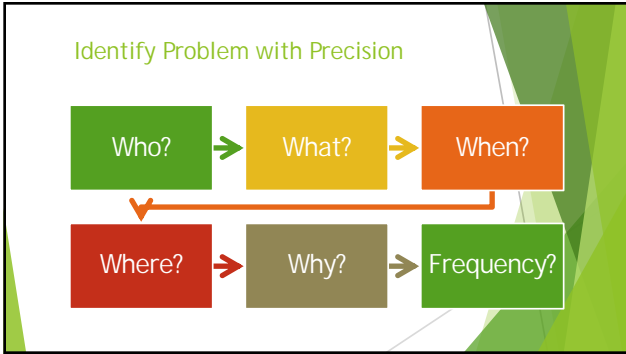 Identify Problem with Precision
Who?
What?
When?
Where?
Why?
Frequency?